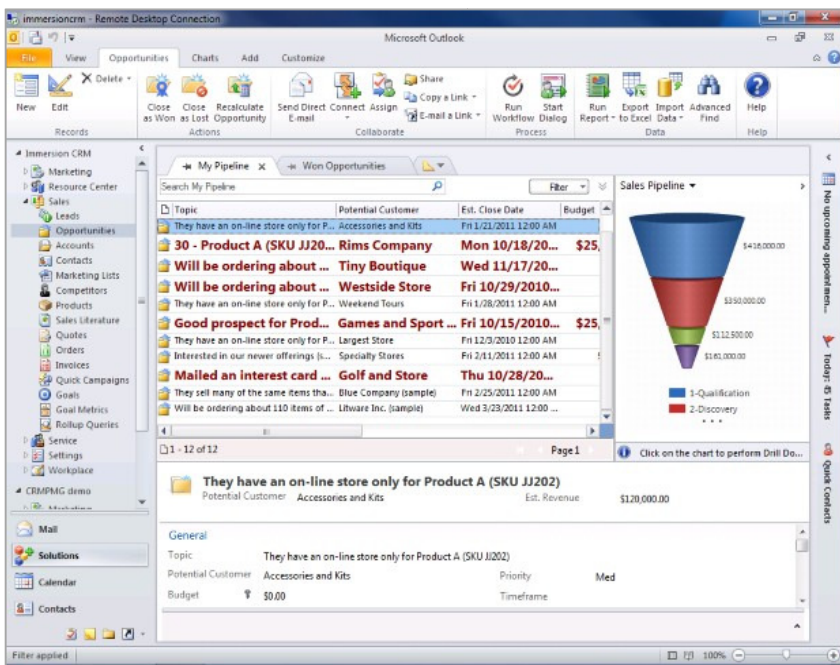 immersioncrm - Remote Desktop Connection
Microsoft Outlook
File View Opportunities Charts Add Customize
New Edit Delete
Close as Won Close as Lost Recalculate Opportunity
Send Direct E-mail Connect Assign Share Copy a Link E-mail a Link
Run Workflow Start Dialog
Run Report Export to Excel Import Data Advanced Find
Help
Records Actions Collaborate Process Data Help
Immersion CRM
Marketing
Resource Center
Sales
Leads
Opportunities
Accounts
Contacts
Marketing Lists
Competitors
Products
Sales Literature
Quotes
Orders
Invoices
Quick Campaigns
Goals
Goal Metrics
Rollup Queries
Service
Settings
Workplace
CRMPMG demo
Marketing
Mail
Solutions
Calendar
Contacts
Filter applied
My Pipeline X Won Opportunities
Search My Pipeline Filter
Topic Potential Customer Est. Close Date Budget
They have an on-line store only for P... Accessories and Kits Fri 1/21/2011 12:00 AM
30 - Product A (SKU JJ20... Rims Company Mon 10/18/20... $25,
Will be ordering about ... Tiny Boutique Wed 11/17/20...
Will be ordering about ... Westside Store Fri 10/29/2010...
They have an on-line store only for P... Weekend Tours Fri 1/28/2011 12:00 AM
Good prospect for Prod... Games and Sport ... Fri 10/15/2010... $25,
They have an on-line store only for P... Largest Store Fri 12/3/2010 12:00 AM
Interested in our newer offerings (s... Specialty Stores Fri 2/11/2011 12:00 AM
Mailed an interest card ... Golf and Store Thu 10/28/20...
They sell many of the same items tha... Blue Company (sample) Fri 2/25/2011 12:00 AM
Will be ordering about 110 items of ... Litware Inc. (sample) Wed 3/23/2011 12:00 ...
1 - 12 of 12 Page 1
Sales Pipeline
$416,000.00
$350,000.00
$112,500.00
$161,000.00
1-Qualification
2-Discovery
Click on the chart to perform Drill Do...
They have an on-line store only for Product A (SKU JJ202)
Potential Customer Accessories and Kits Est. Revenue $120,000.00
General
Topic They have an on-line store only for Product A (SKU JJ202)
Potential Customer Accessories and Kits Priority Med
Budget $0.00 Timeframe
No upcoming appointmen...
Today: 45 Tasks
Quick Contacts
100%